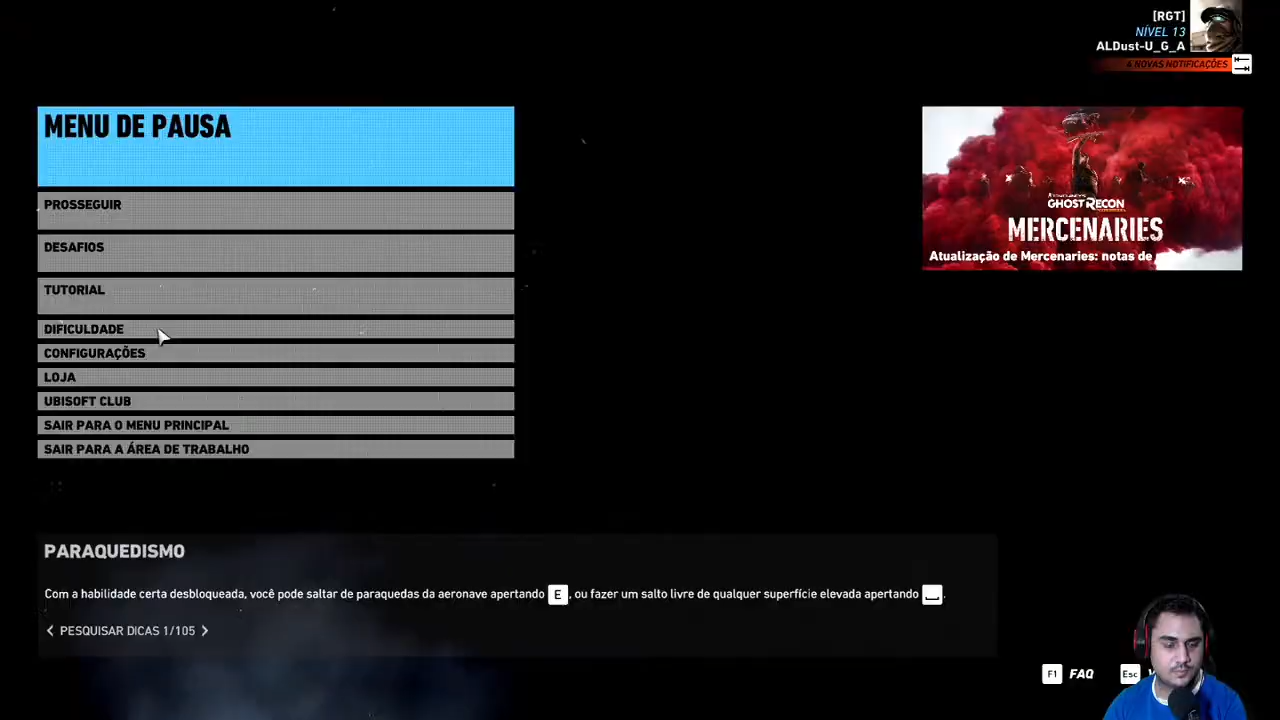 [RGT]
NÍVEL 13
ALDust-U_G_A
4 NOVAS NOTIFICAÇÕES
MENU DE PAUSA
PROSSEGUIR
DESAFIOS
TUTORIAL
DIFICULDADE
CONFIGURAÇÕES
LOJA
UBISOFT CLUB
SAIR PARA O MENU PRINCIPAL
SAIR PARA A ÁREA DE TRABALHO
GHOST RECON
MERCENARIES
Atualização de Mercenaries: notas de
PARAQUEDISMO
Com a habilidade certa desbloqueada, você pode saltar de paraquedas da aeronave apertando E, ou fazer um salto livre de qualquer superfície elevada apertando
PESQUISAR DICAS 1/105
F1 FAQ Esc